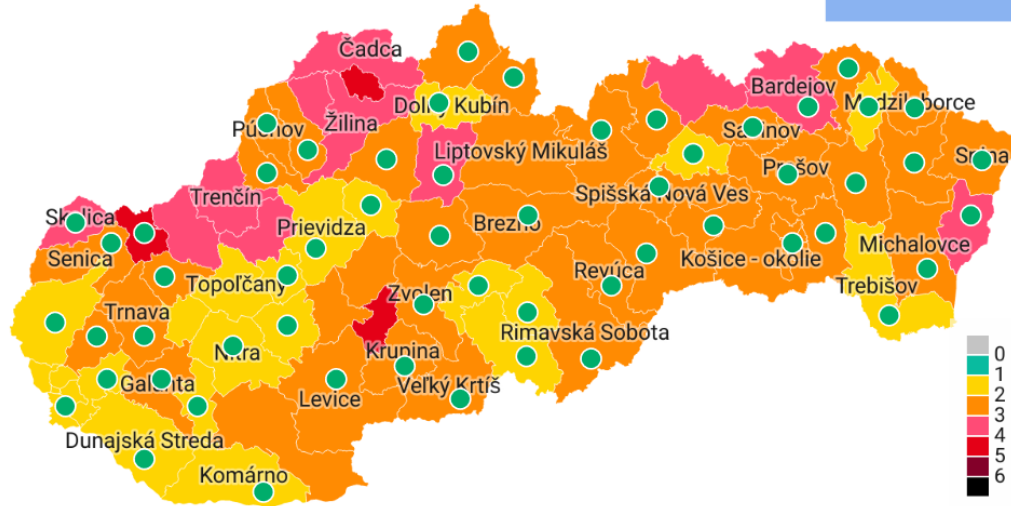 Čadca
Bardejov
Dolný Kubín
Medzilaborce
Púchov
Žilina
Sabinov
Liptovský Mikuláš
Prešov
Snina
Trenčín
Spišská Nová Ves
Skalica
Prievidza
Brezno
Senica
Michalovce
Revúca
Košice - okolie
Topoľčany
Trebišov
Zvolen
Trnava
Rimavská Sobota
Nitra
Krupina
Galanta
Levice
Veľký Krtíš
Dunajská Streda
Komárno
0
1
2
3
4
5
6